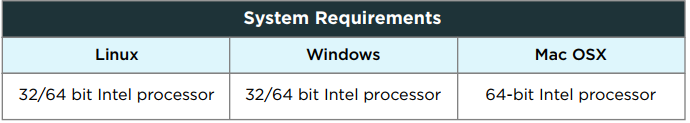 System Requirements
Linux Windows Mac OSX
32/64 bit Intel processor 32/64 bit Intel processor 64-bit Intel processor